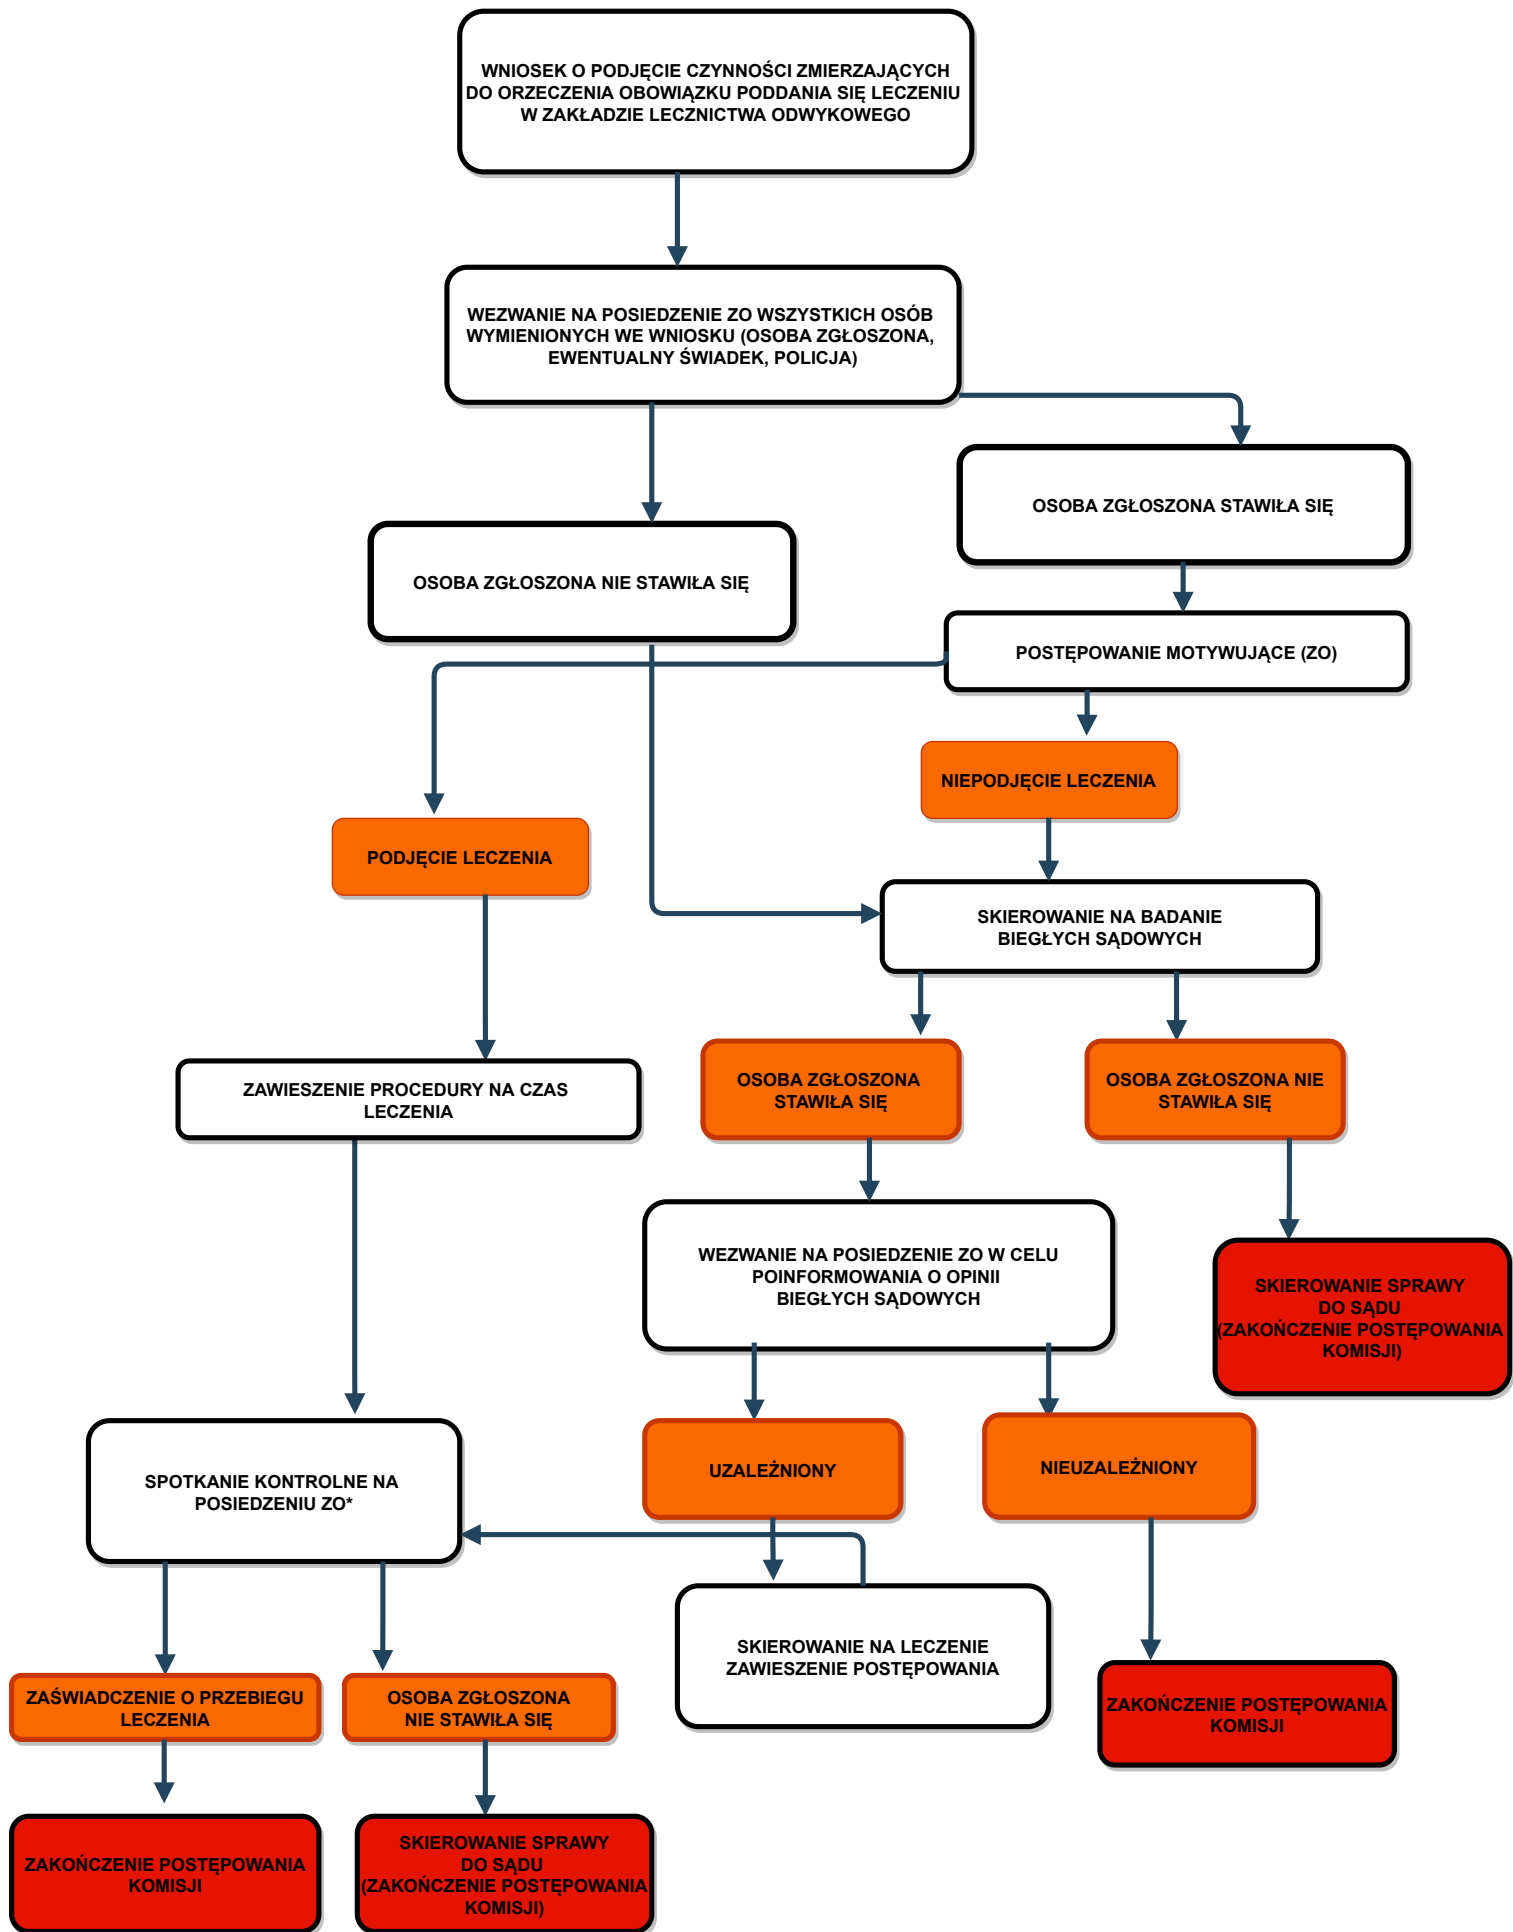 WNIOSEK O PODJĘCIE CZYNNOŚCI ZMIERZAJĄCYCH
DO ORZECZENIA OBOWIĄZKU PODDANIA SIĘ LECZENIU
W ZAKŁADZIE LECZNICTWA ODWYKOWEGO
WEZWANIE NA POSIEDZENIE ZO WSZYSTKICH OSÓB
WYMIENIONYCH WE WNIOSKU (OSOBA ZGŁOSZONA,
EWENTUALNY ŚWIADEK, POLICJA)
OSOBA ZGŁOSZONA STAWIŁA SIĘ
OSOBA ZGŁOSZONA NIE STAWIŁA SIĘ
POSTĘPOWANIE MOTYWUJĄCE (ZO)
NIEPODJĘCIE LECZENIA
PODJĘCIE LECZENIA
SKIEROWANIE NA BADANIE
BIEGŁYCH SĄDOWYCH
ZAWIESZENIE PROCEDURY NA CZAS
LECZENIA
OSOBA ZGŁOSZONA
STAWIŁA SIĘ
OSOBA ZGŁOSZONA NIE
STAWIŁA SIĘ
WEZWANIE NA POSIEDZENIE ZO W CELU
POINFORMOWANIA O OPINII
BIEGŁYCH SĄDOWYCH
SKIEROWANIE SPRAWY
DO SĄDU
(ZAKOŃCZENIE POSTĘPOWANIA
KOMISJI)
SPOTKANIE KONTROLNE NA
POSIEDZENIU ZO*
UZALEŻNIONY
NIEUZALEŻNIONY
SKIEROWANIE NA LECZENIE
ZAWIESZENIE POSTĘPOWANIA
ZAŚWIADCZENIE O PRZEBIEGU
LECZENIA
OSOBA ZGŁOSZONA
NIE STAWIŁA SIĘ
ZAKOŃCZENIE POSTĘPOWANIA
KOMISJI
ZAKOŃCZENIE POSTĘPOWANIA
KOMISJI
SKIEROWANIE SPRAWY
DO SĄDU
(ZAKOŃCZENIE POSTĘPOWANIA
KOMISJI)